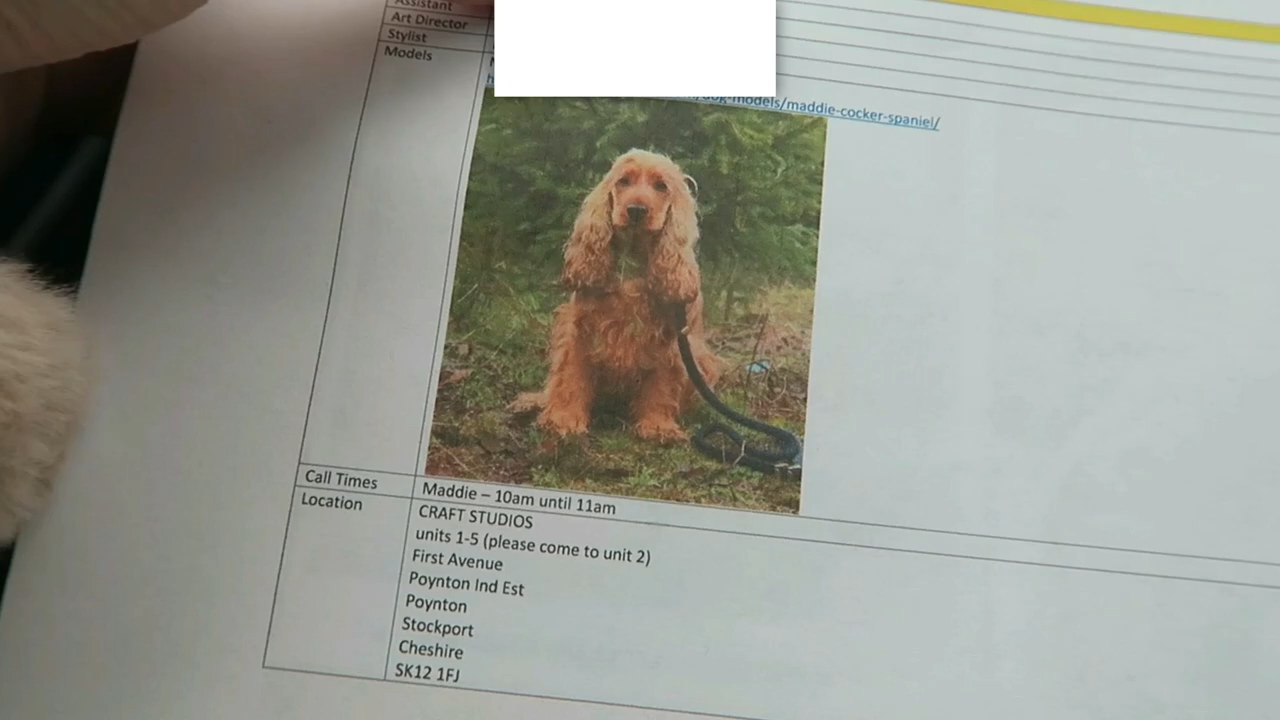 Assistant
Art Director
Stylist
Models
dog-models/maddie-cocker-spaniel/
Call Times
Maddie – 10am until 11am
Location
CRAFT STUDIOS
units 1-5 (please come to unit 2)
First Avenue
Poynton Ind Est
Poynton
Stockport
Cheshire
SK12 1FJ